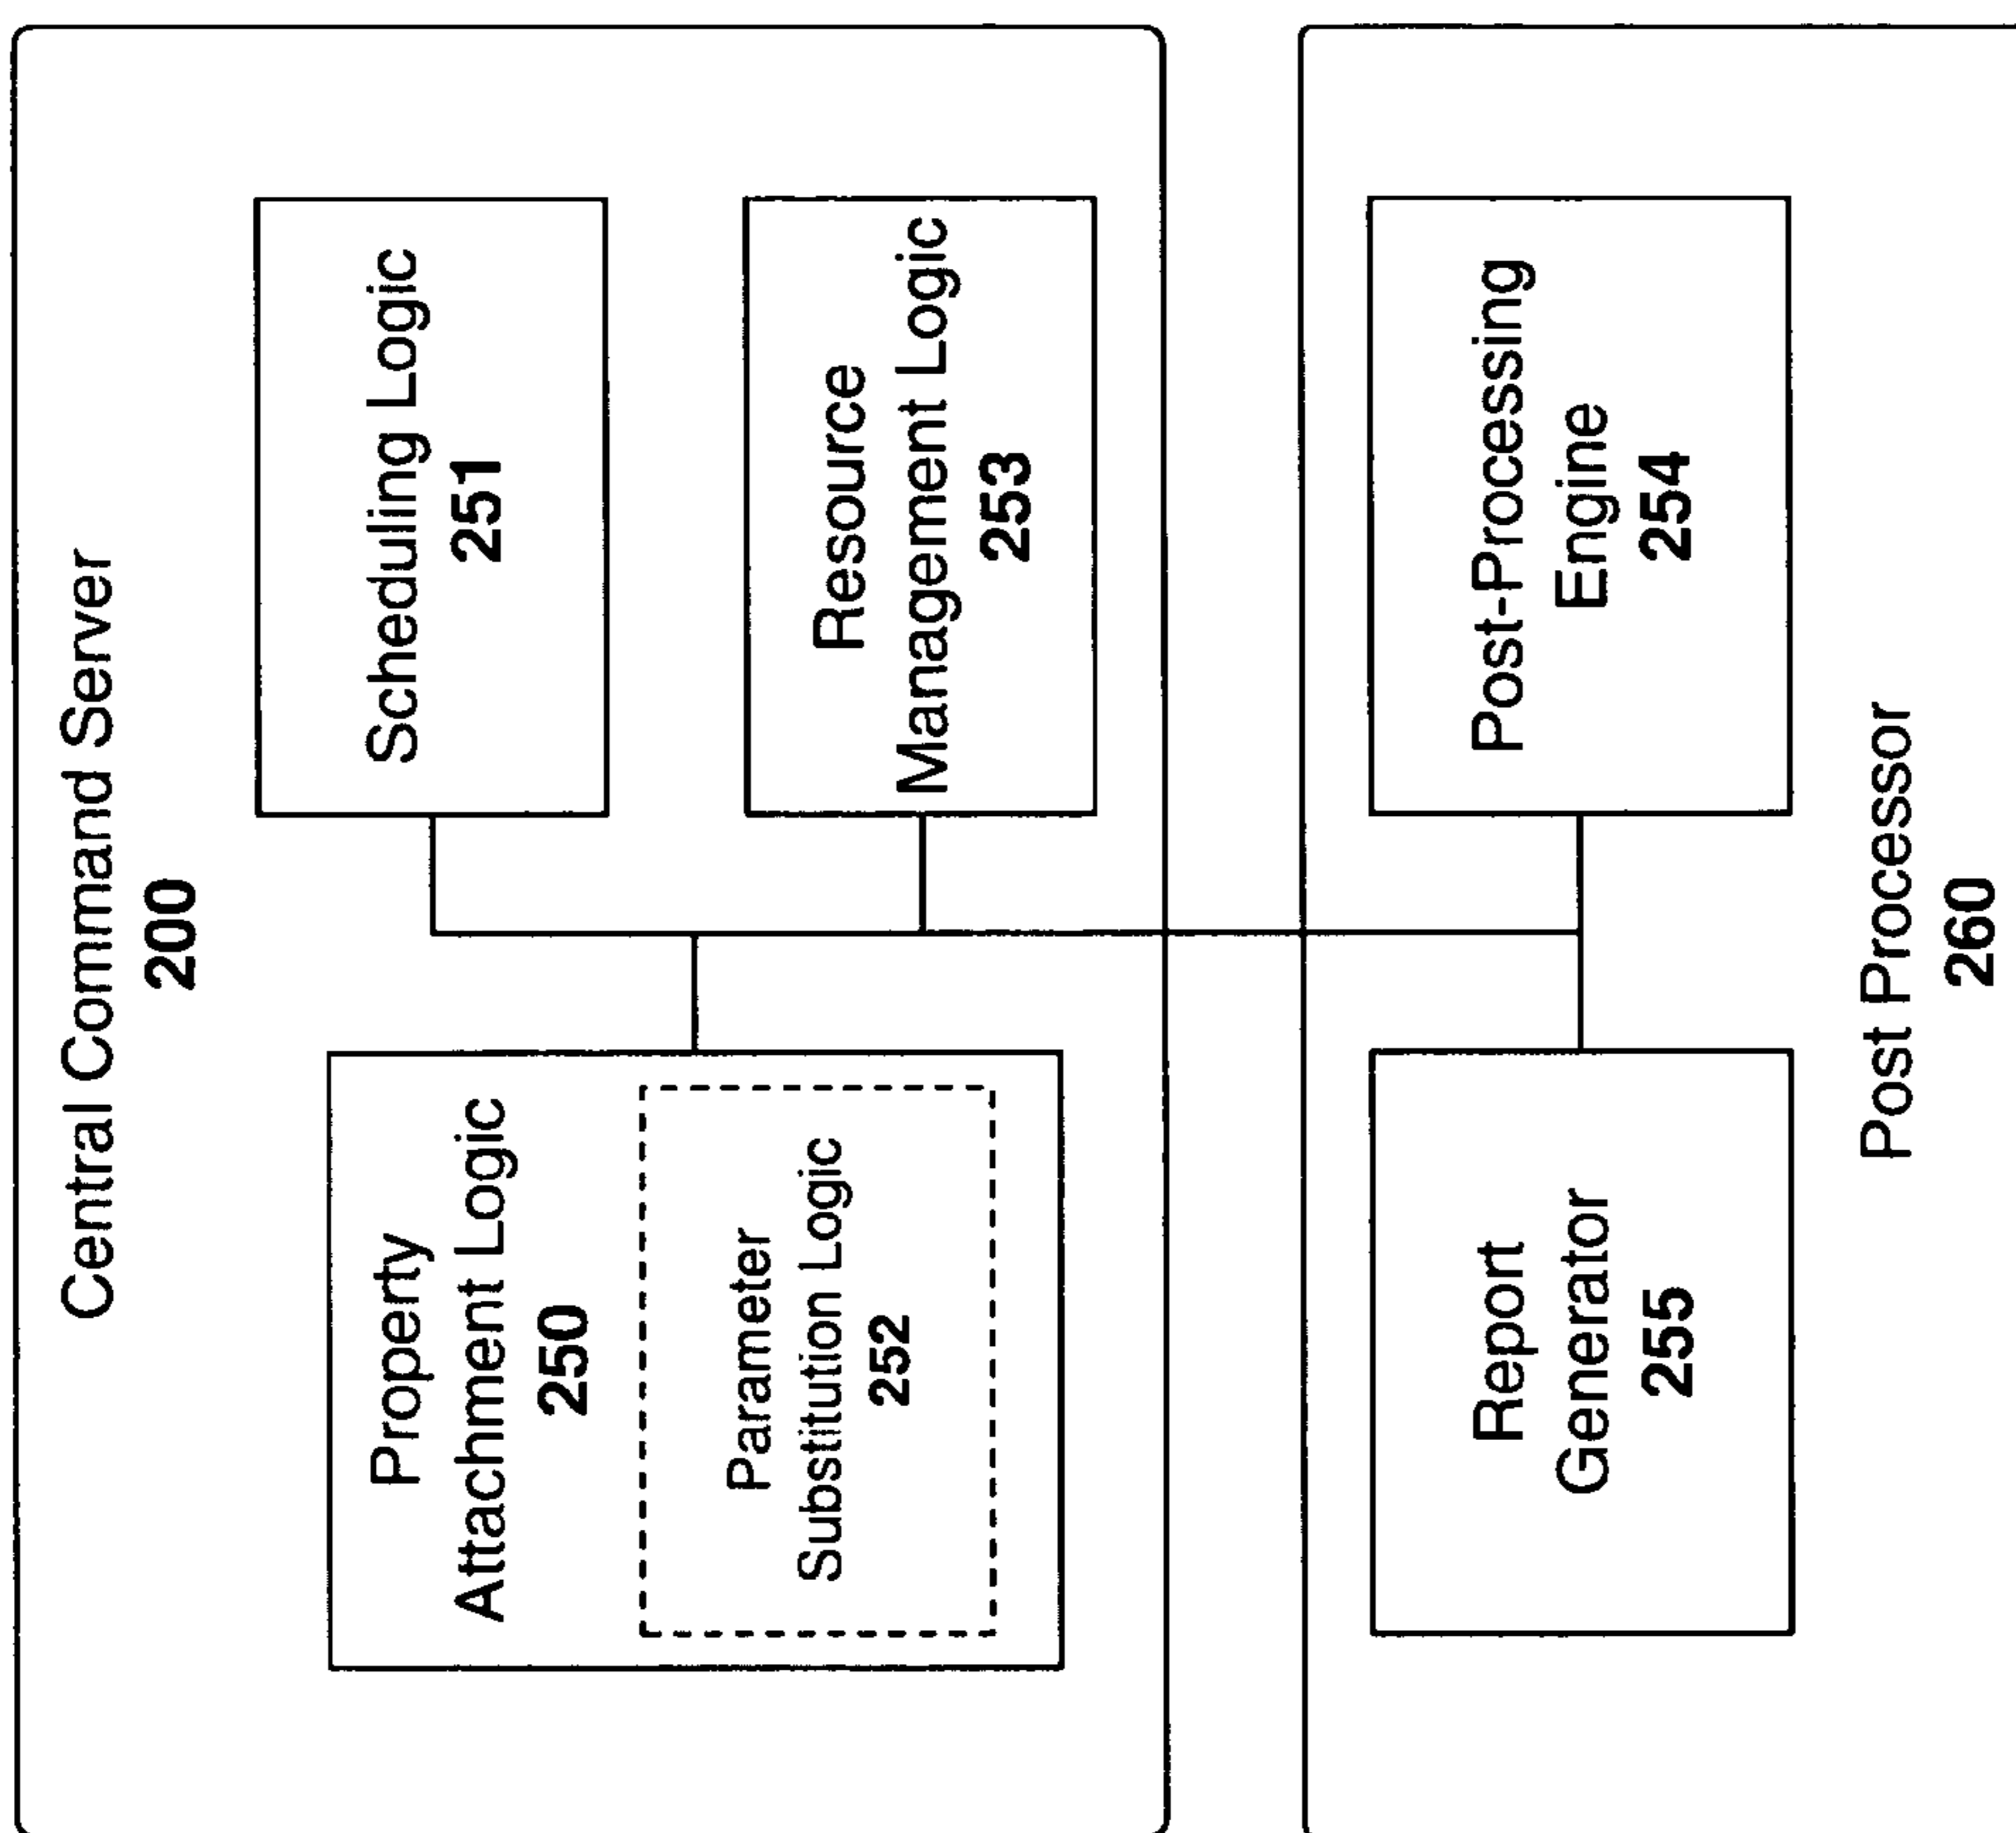 Central Command Server
200
Property
Attachment Logic
250
Parameter
Substitution Logic
252
Scheduling Logic
251
Resource
Management Logic
253
Report
Generator
255
Post-Processing
Engine
254
Post Processor
260